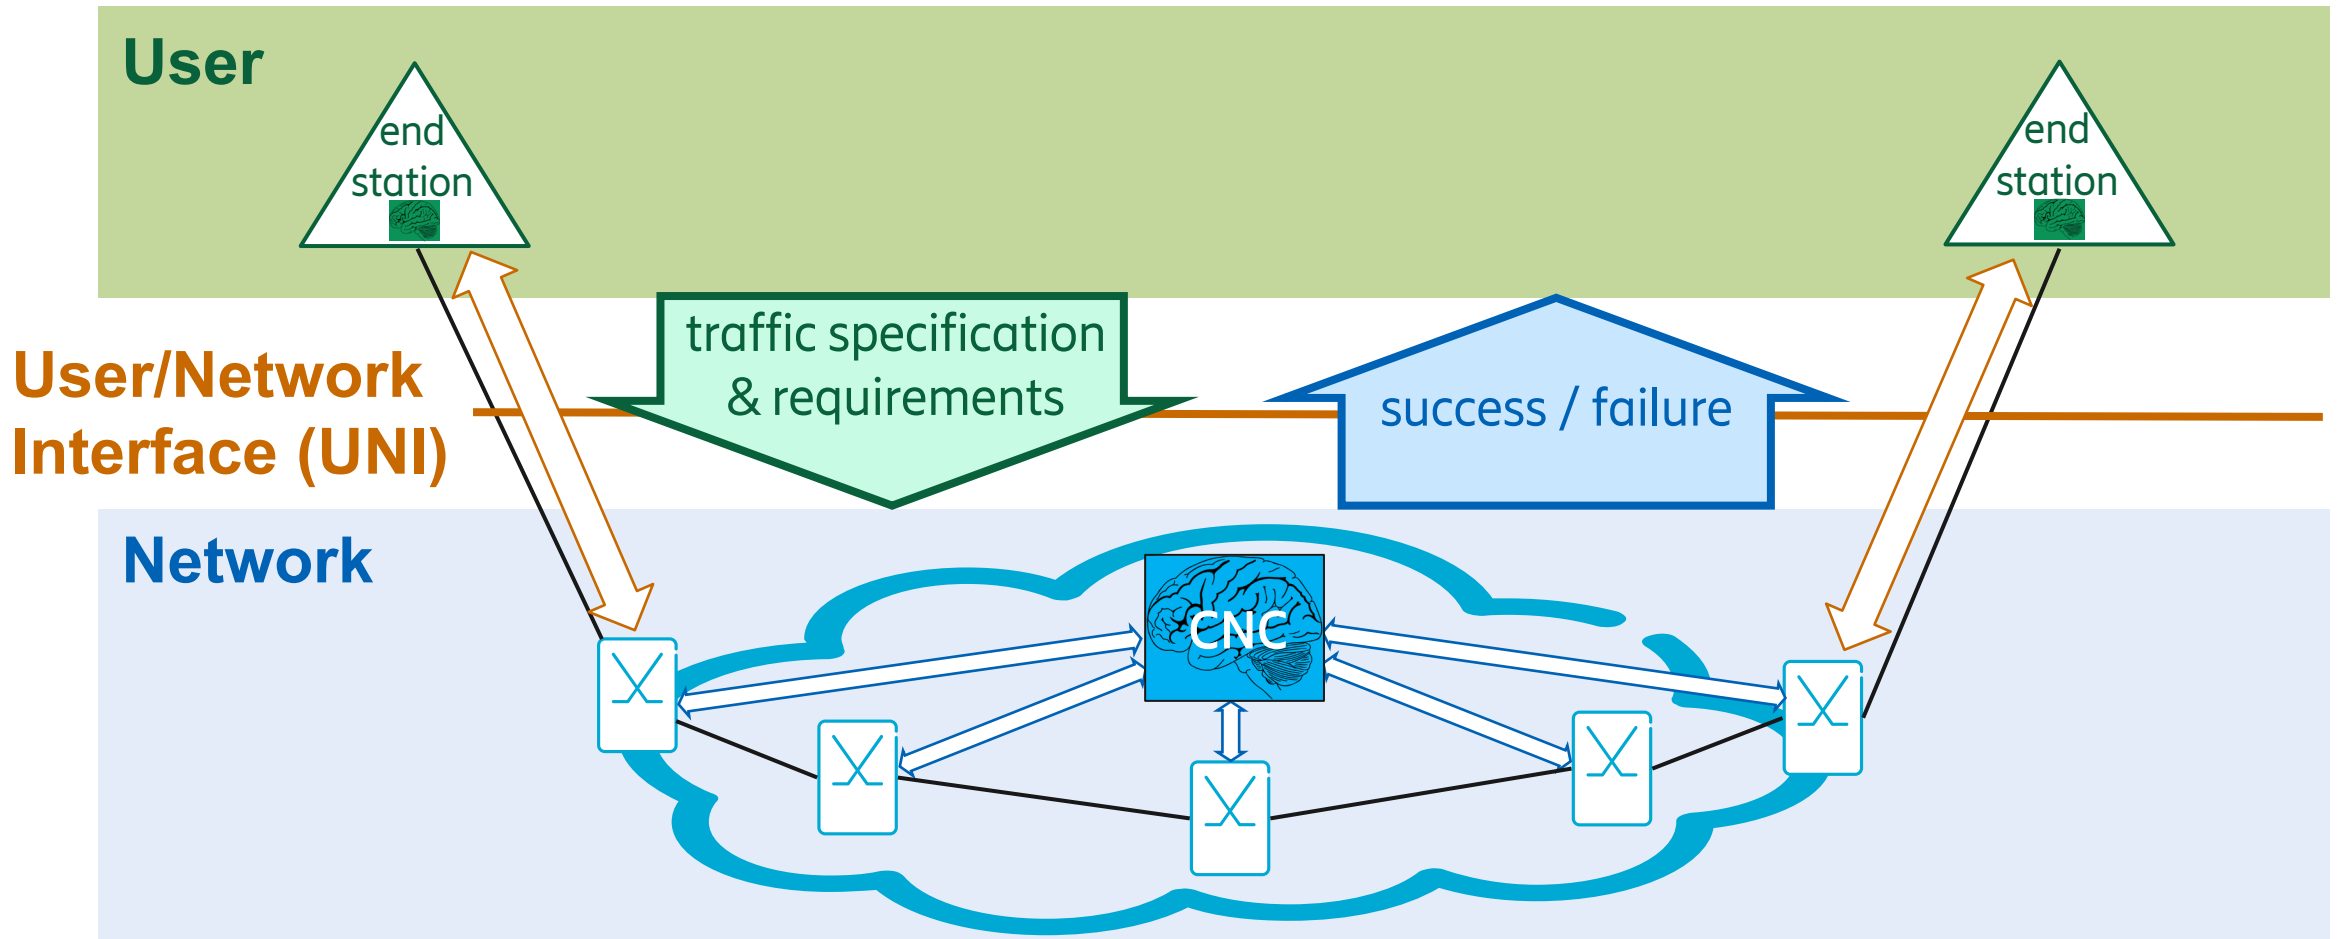 User
end
station
end
station
traffic specification
& requirements
success / failure
User/Network
Interface (UNI)
Network
CNC